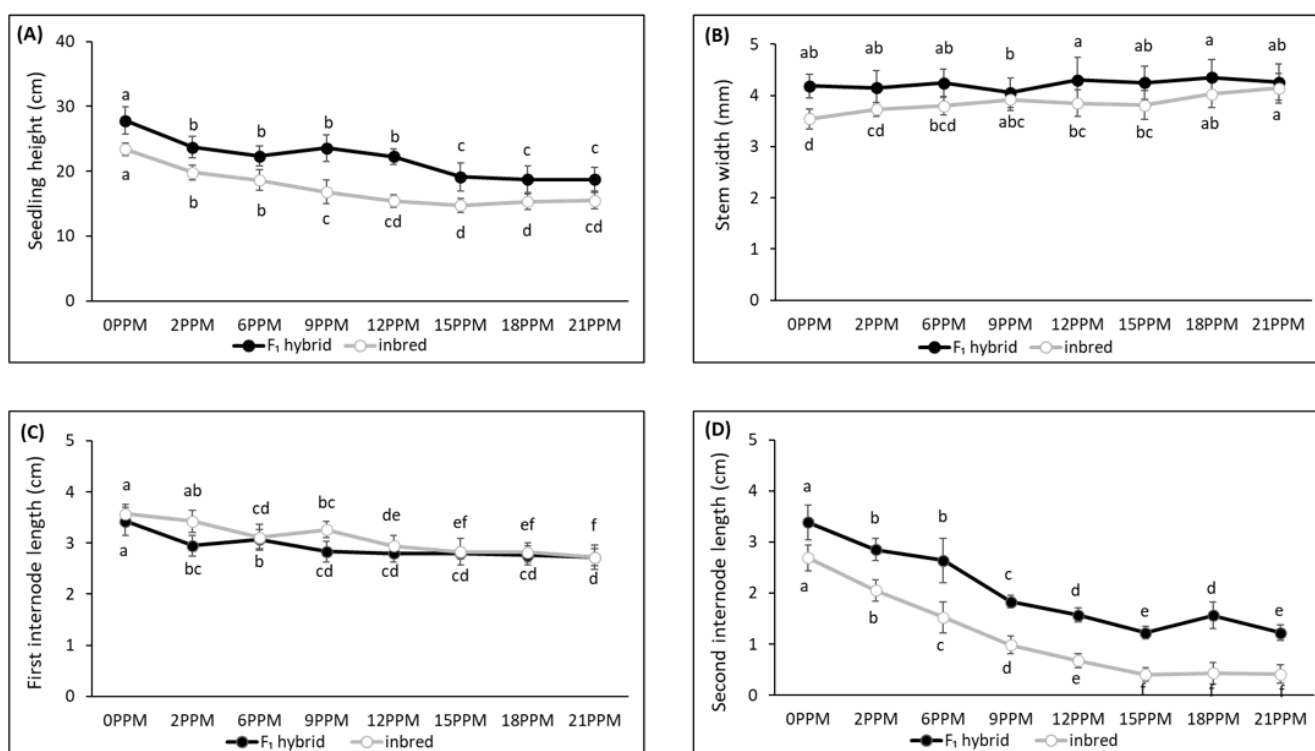 (A)
Seedling height (cm)
40
30
20
10
0
a b b b b c c c
a b b c cd d d cd
0PPM 2PPM 6PPM 9PPM 12PPM 15PPM 18PPM 21PPM
F₁ hybrid inbred
(B)
Stem width (mm)
5
4
3
2
1
0
ab ab ab b a ab a ab
d cd bcd abc bc bc ab a
0PPM 2PPM 6PPM 9PPM 12PPM 15PPM 18PPM 21PPM
F₁ hybrid inbred
(C)
First internode length (cm)
5
4
3
2
1
0
a ab cd bc de ef ef f
a bc b cd cd cd cd d
0PPM 2PPM 6PPM 9PPM 12PPM 15PPM 18PPM 21PPM
F₁ hybrid inbred
(D)
Second internode length (cm)
5
4
3
2
1
0
a b b c d e d e
a b c d e f f f
0PPM 2PPM 6PPM 9PPM 12PPM 15PPM 18PPM 21PPM
F₁ hybrid inbred